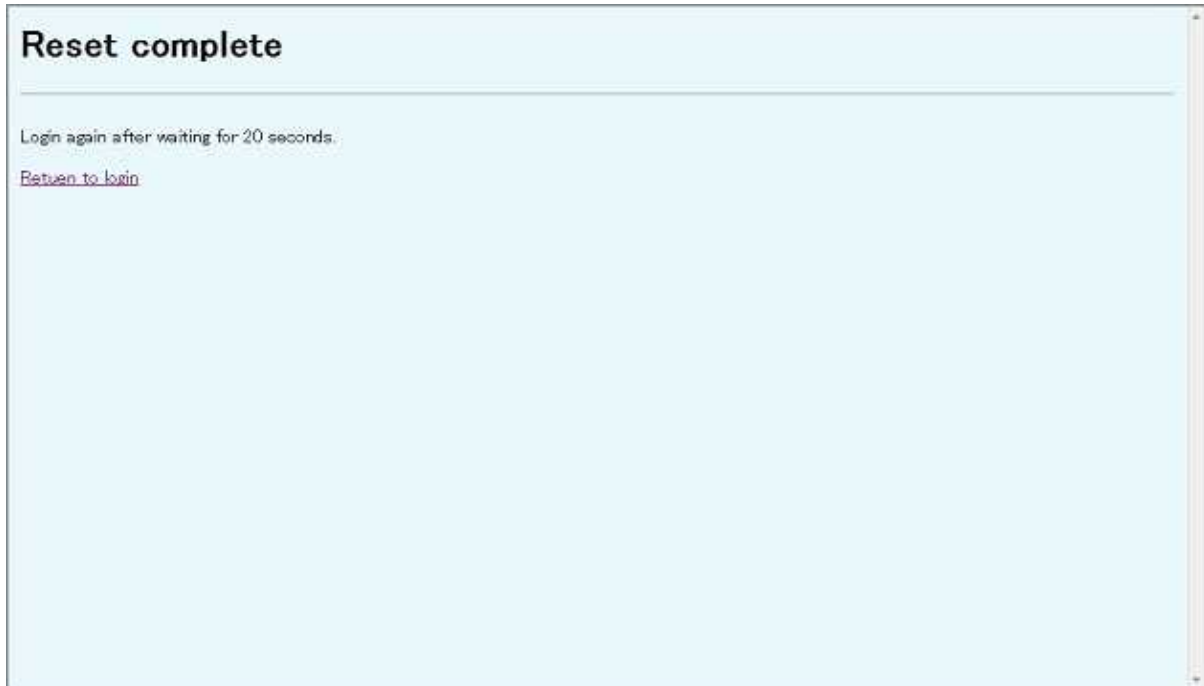 Reset complete
Login again after waiting for 20 seconds.
Retuen to login